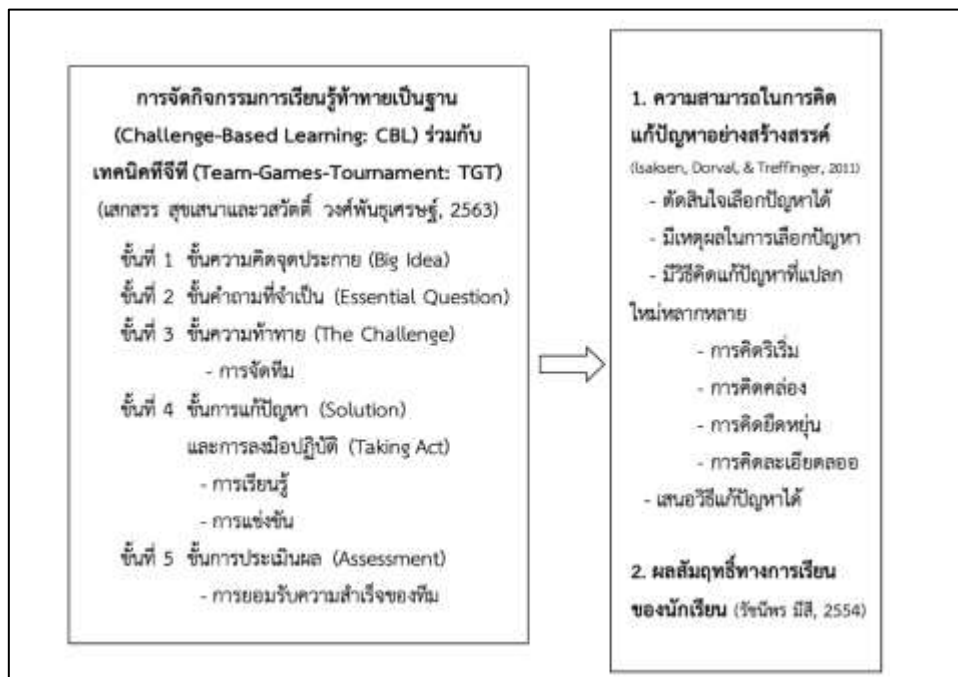 การจัดกิจกรรมการเรียนรู้ท้าทายเป็นฐาน
(Challenge-Based Learning: CBL) ร่วมกับ
เทคนิคทีจีที (Team-Games-Tournament: TGT)
(เสกสรร สุขเสนาและวสวัตติ์ วงศ์พันธุเศรษฐ์, 2563)
ขั้นที่ 1 ขั้นความคิดจุดประกาย (Big Idea)
ขั้นที่ 2 ขั้นคำถามที่จำเป็น (Essential Question)
ขั้นที่ 3 ขั้นความท้าทาย (The Challenge)
- การจัดทีม
ขั้นที่ 4 ขั้นการแก้ปัญหา (Solution)
และการลงมือปฏิบัติ (Taking Act)
- การเรียนรู้
- การแข่งขัน
ขั้นที่ 5 ขั้นการประเมินผล (Assessment)
- การยอมรับความสำเร็จของทีม
1. ความสามารถในการคิด
แก้ปัญหาอย่างสร้างสรรค์
(Isaksen, Dorval, & Treffinger, 2011)
- ตัดสินใจเลือกปัญหาได้
- มีเหตุผลในการเลือกปัญหา
- มีวิธีคิดแก้ปัญหาที่แปลก
ใหม่หลากหลาย
- การคิดริเริ่ม
- การคิดคล่อง
- การคิดยืดหยุ่น
- การคิดละเอียดลออ
- เสนอวิธีแก้ปัญหาได้
2. ผลสัมฤทธิ์ทางการเรียน
ของนักเรียน (รัชนีพร มีสี, 2554)